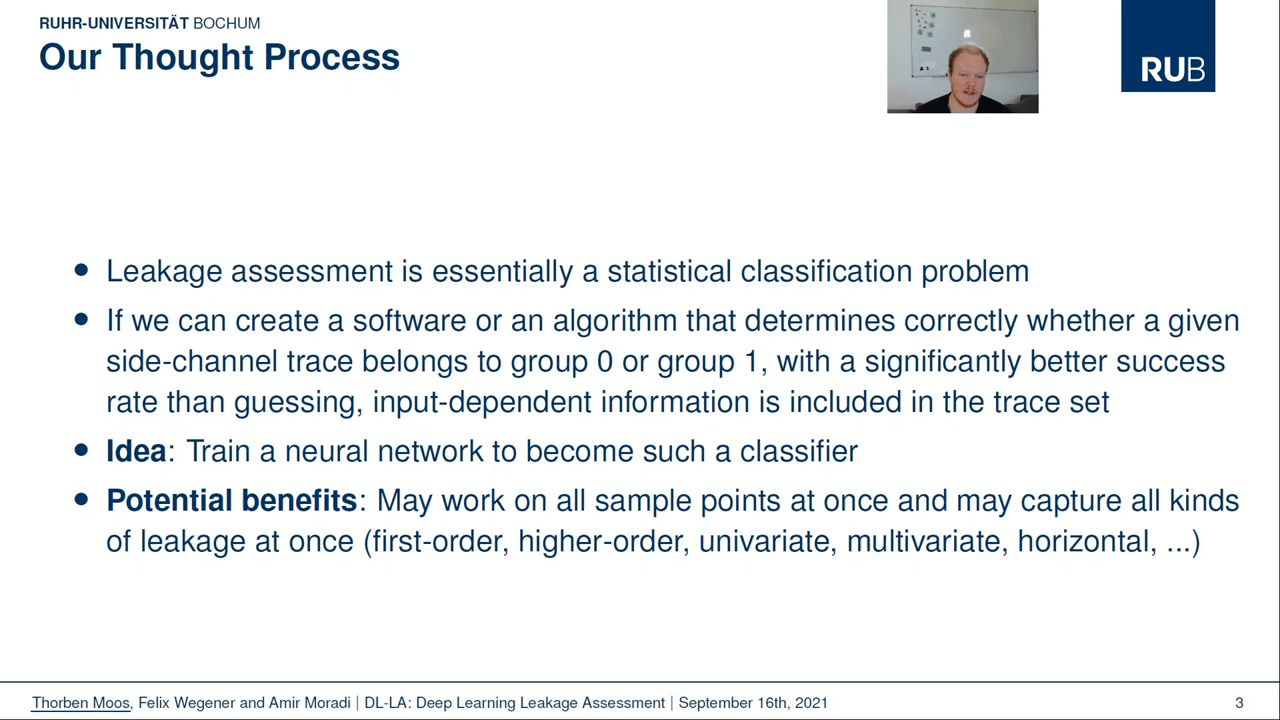 RUHR-UNIVERSITÄT BOCHUM
Our Thought Process
RUB
• Leakage assessment is essentially a statistical classification problem
• If we can create a software or an algorithm that determines correctly whether a given
side-channel trace belongs to group 0 or group 1, with a significantly better success
rate than guessing, input-dependent information is included in the trace set
• Idea: Train a neural network to become such a classifier
• Potential benefits: May work on all sample points at once and may capture all kinds
of leakage at once (first-order, higher-order, univariate, multivariate, horizontal, ...)
Thorben Moos, Felix Wegener and Amir Moradi | DL-LA: Deep Learning Leakage Assessment | September 16th, 2021
3